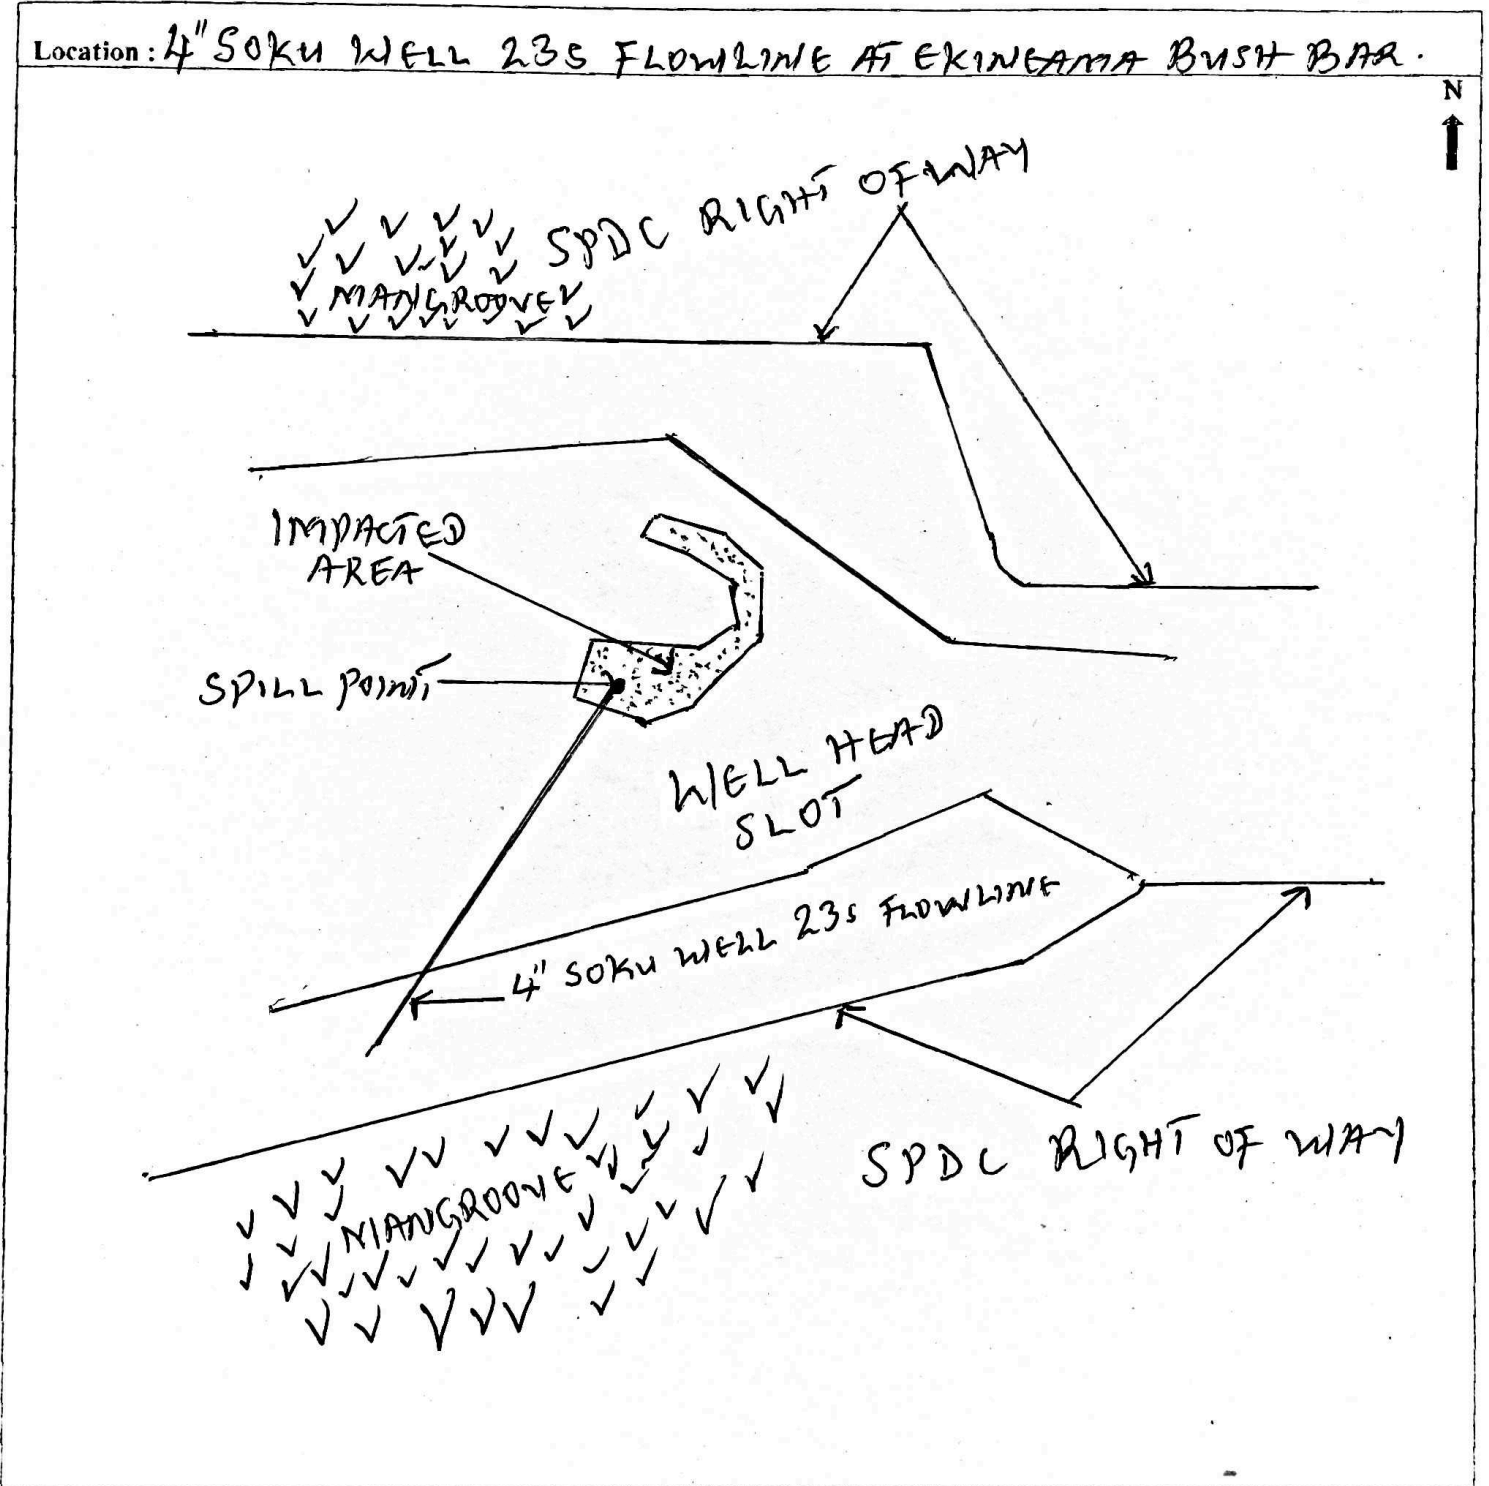 Location : 4" SOKU WELL 23S FLOWLINE AT EKINEAMA BUSH BAR.
N
SPDC RIGHT OF WAY
MANGROOVE
IMPACTED
AREA
SPILL POINT
WELL HEAD
SLOT
4" SOKU WELL 23S FLOWLINE
SPDC RIGHT OF WAY
MANGROOVE